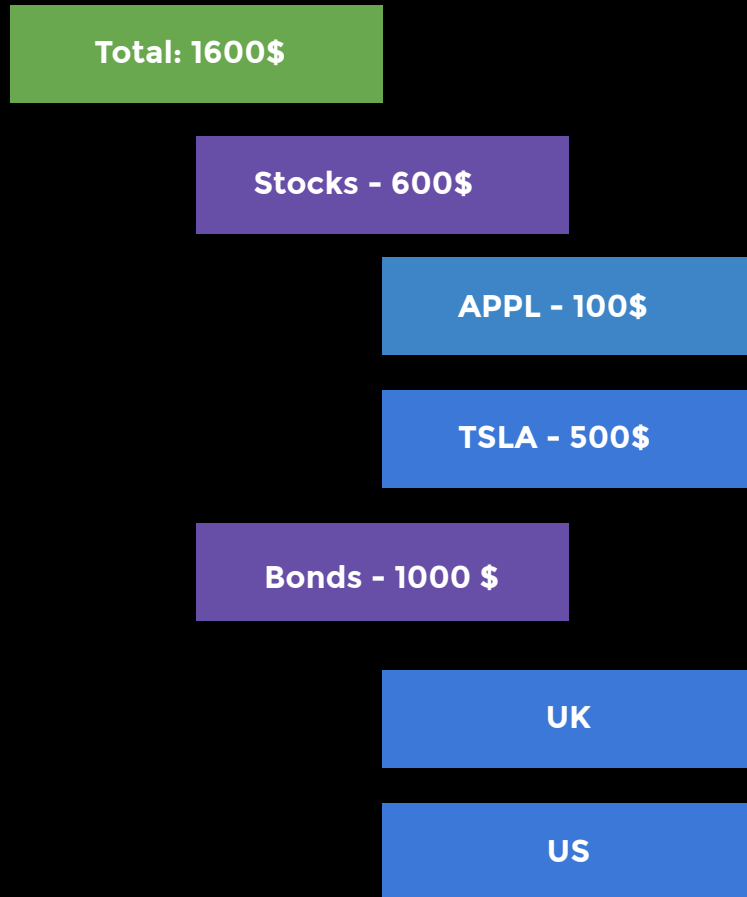 Total: 1600$
Stocks - 600$
APPL - 100$
TSLA - 500$
Bonds - 1000 $
UK
US